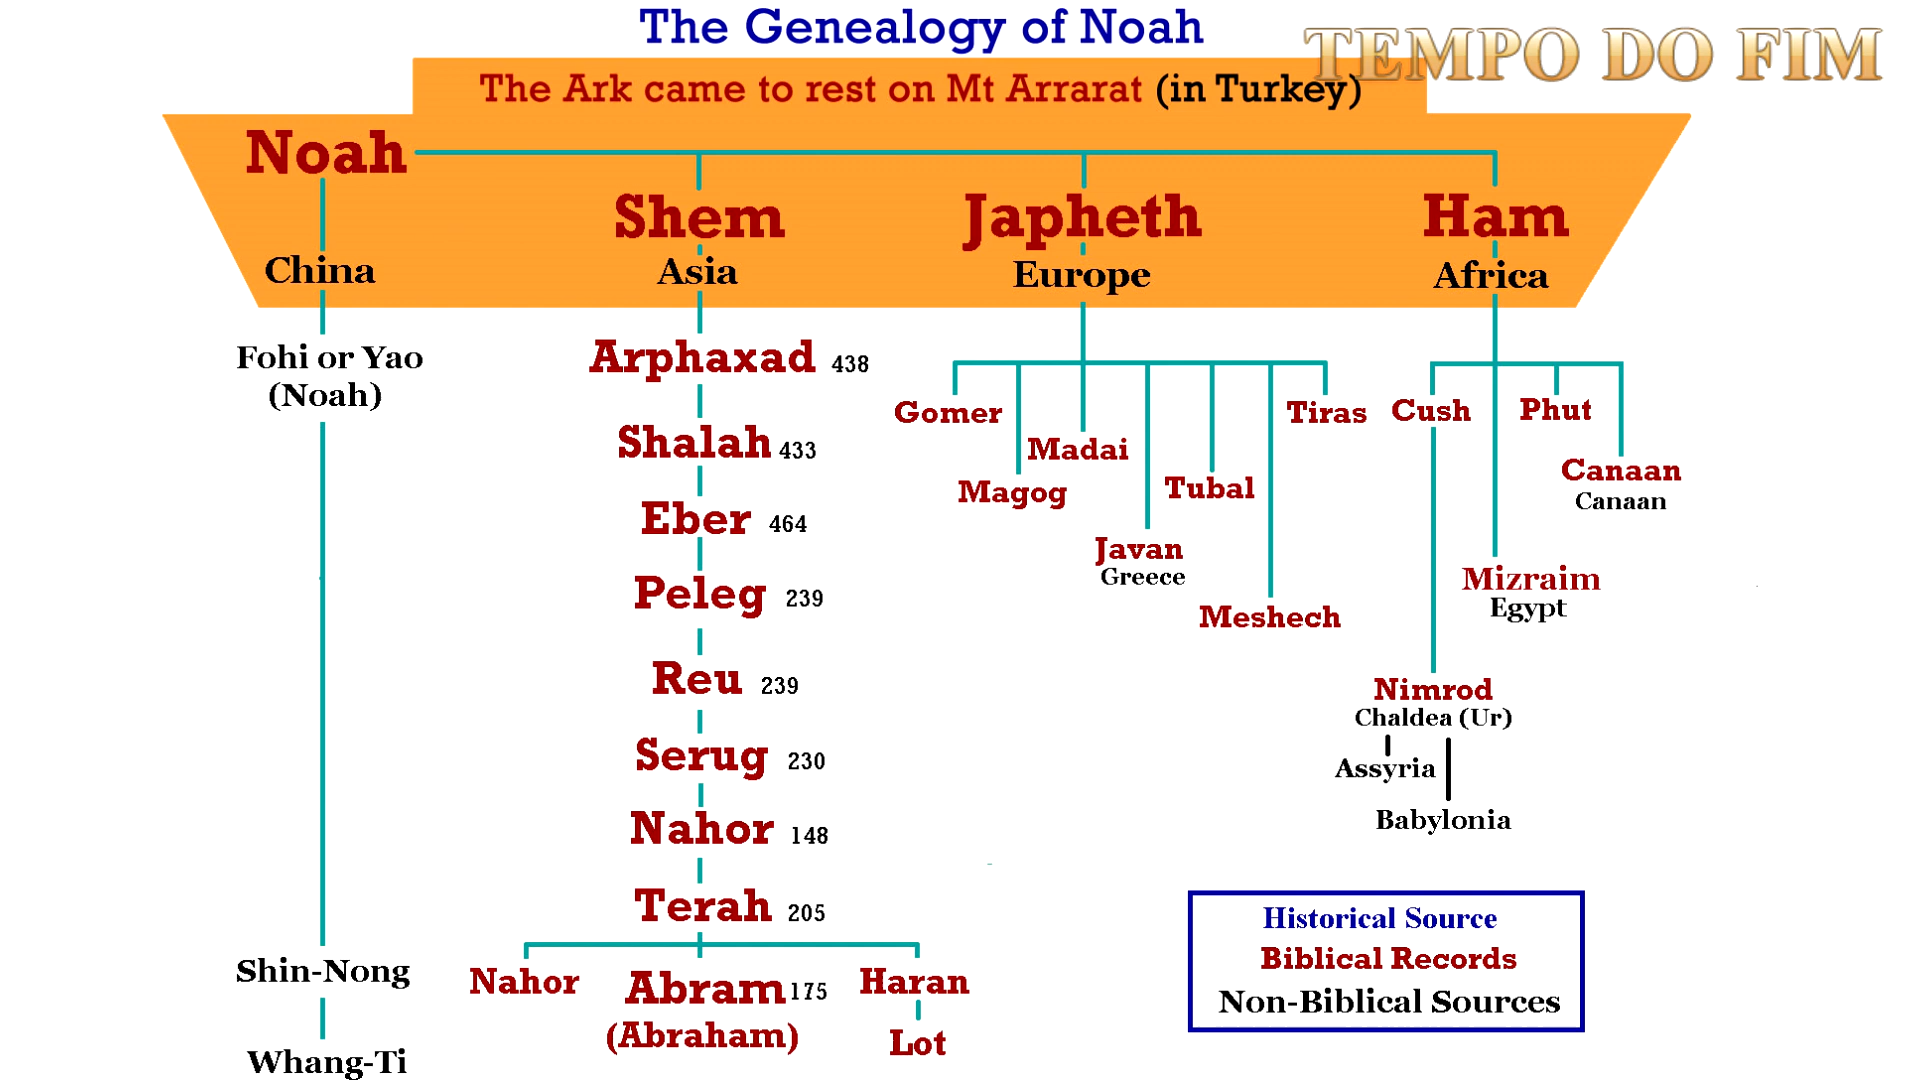 The Genealogy of Noah
TEMPO DO FIM
The Ark came to rest on Mt Arrarat (in Turkey)
Noah
Shem
Japheth
Ham
China
Asia
Europe
Africa
Fohi or Yao
(Noah)
Shin-Nong
Whang-Ti
Arphaxad 438
Shalah 433
Eber 464
Peleg 239
Reu 239
Serug 230
Nahor 148
Terah 205
Nahor
Abram 175
(Abraham)
Haran
Lot
Gomer
Magog
Madai
Javan
Greece
Tubal
Meshech
Tiras
Cush
Phut
Canaan
Canaan
Mizraim
Egypt
Nimrod
Chaldea (Ur)
Assyria
Babylonia
Historical Source
Biblical Records
Non-Biblical Sources